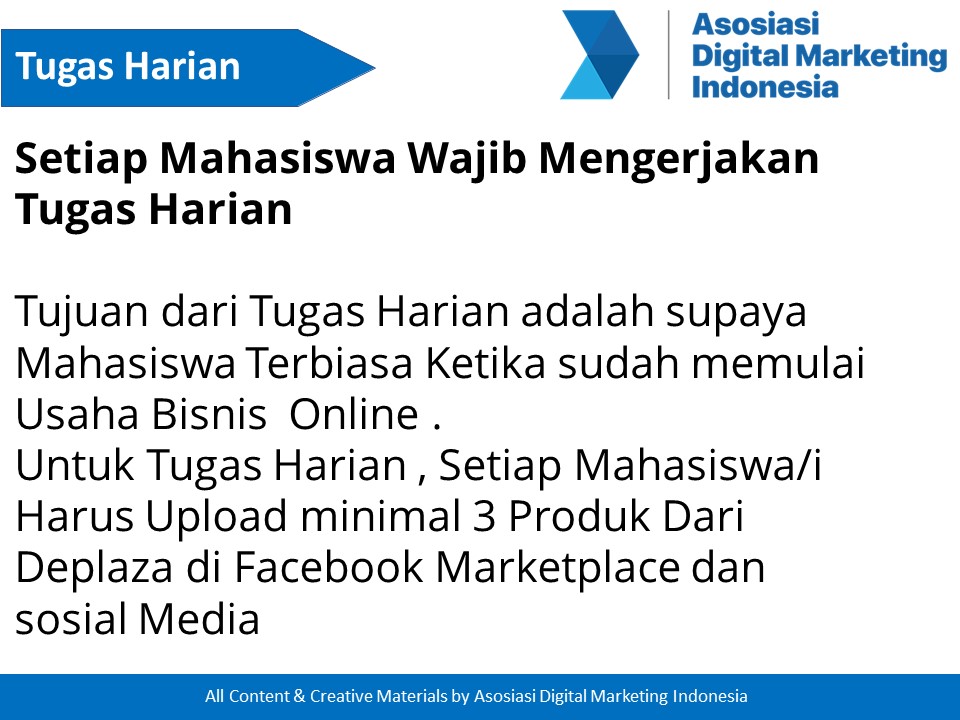 Tugas Harian
Asosiasi
Digital Marketing
Indonesia
Setiap Mahasiswa Wajib Mengerjakan
Tugas Harian
Tujuan dari Tugas Harian adalah supaya
Mahasiswa Terbiasa Ketika sudah memulai
Usaha Bisnis  Online .
Untuk Tugas Harian , Setiap Mahasiswa/i
Harus Upload minimal 3 Produk Dari
Deplaza di Facebook Marketplace dan
sosial Media
All Content & Creative Materials by Asosiasi Digital Marketing Indonesia